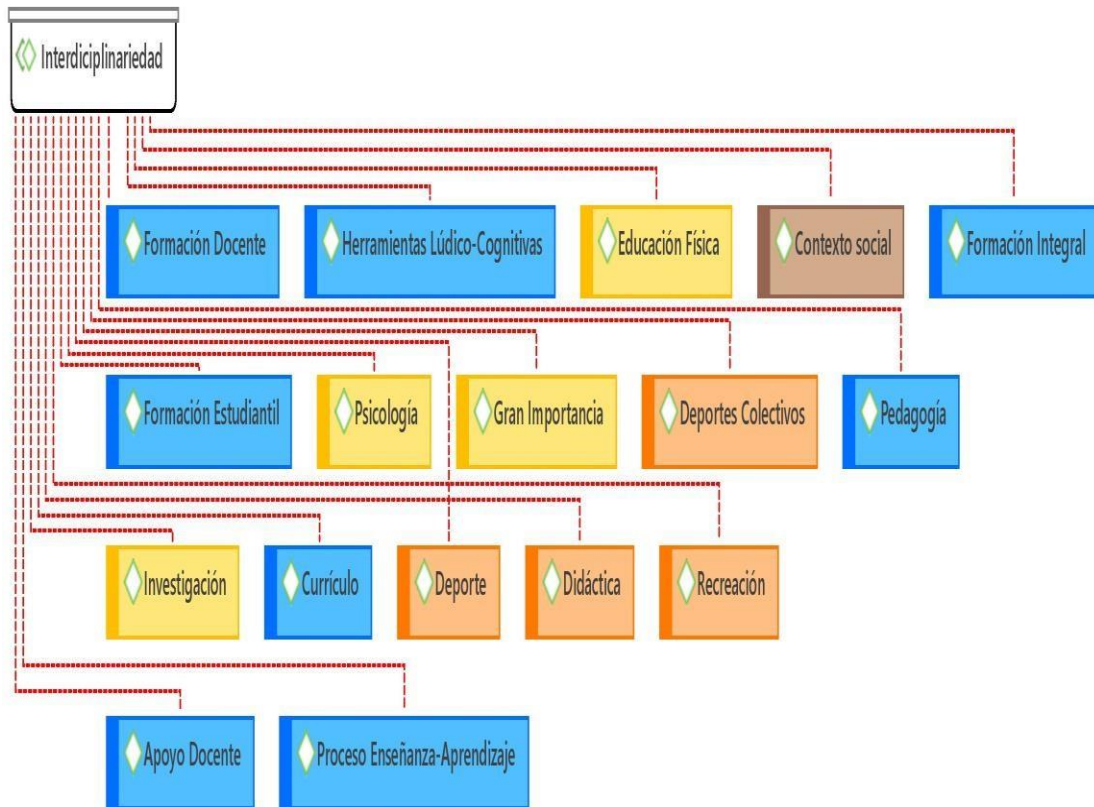 Interdiciplinariedad
Formación Docente
Herramientas Lúdico-Cognitivas
Educación Física
Contexto social
Formación Integral
Formación Estudiantil
Psicología
Gran Importancia
Deportes Colectivos
Pedagogía
Investigación
Currículo
Deporte
Didáctica
Recreación
Apoyo Docente
Proceso Enseñanza-Aprendizaje